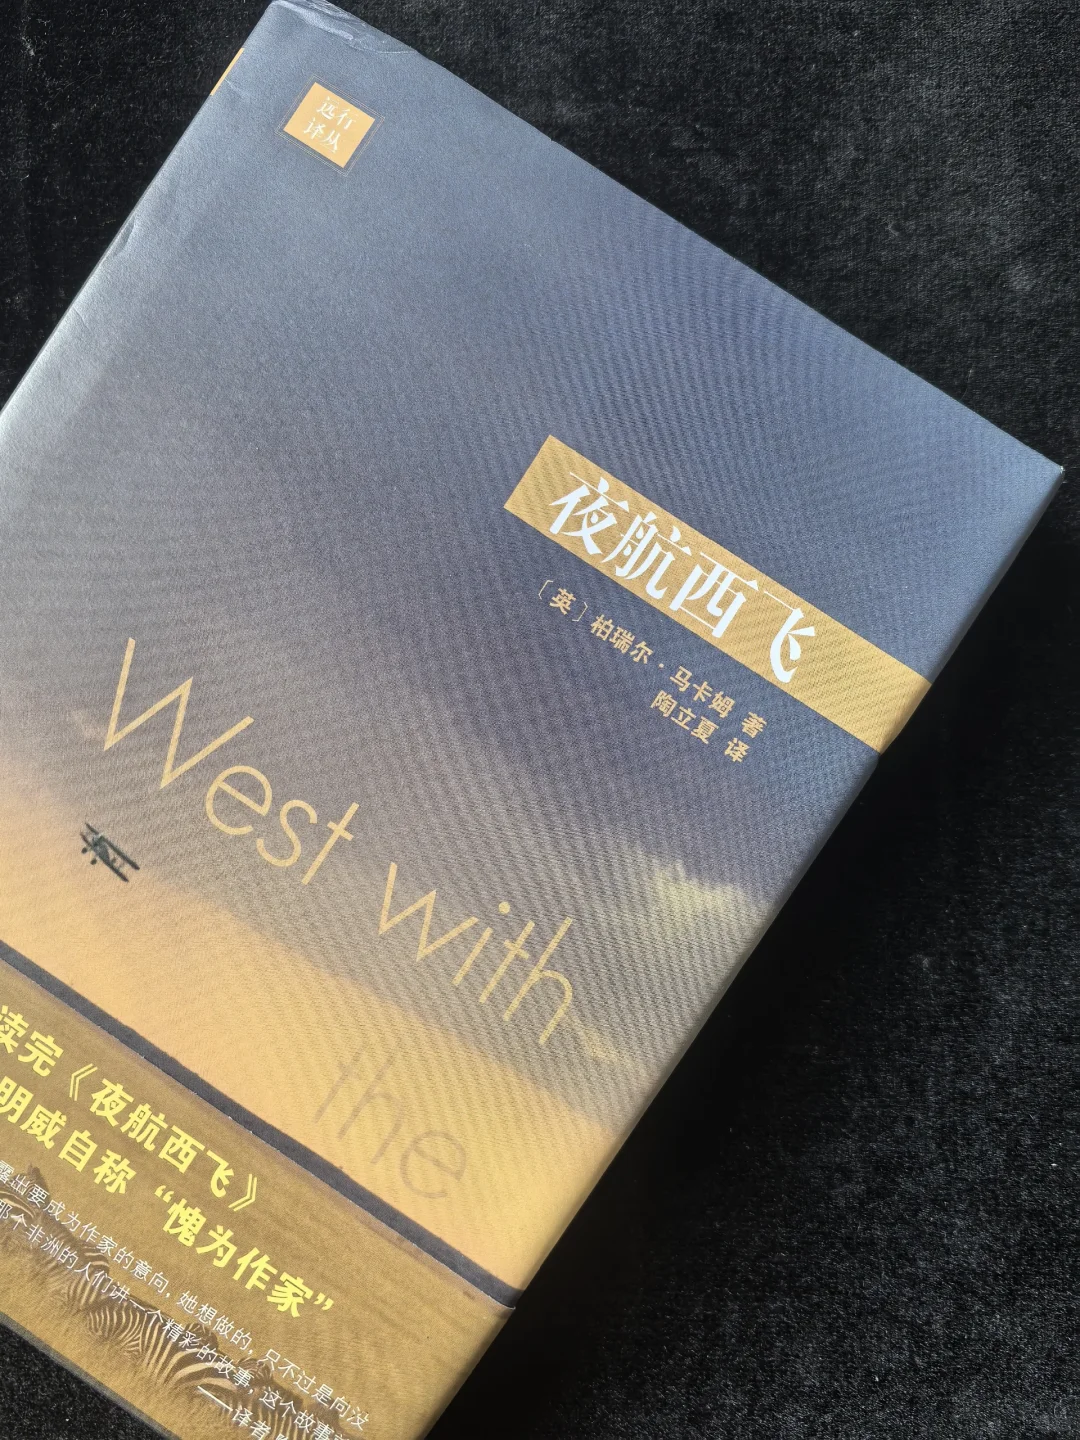 远行
译丛
夜航西飞
〔英〕柏瑞尔·马卡姆 著
陶立夏 译
West with
the
读完《夜航西飞》
明威自称“愧为作家”
露出要成为作家的意向，她想做的，只不过是向没
那个非洲的人们讲一个精彩的故事，这个故事
——译者